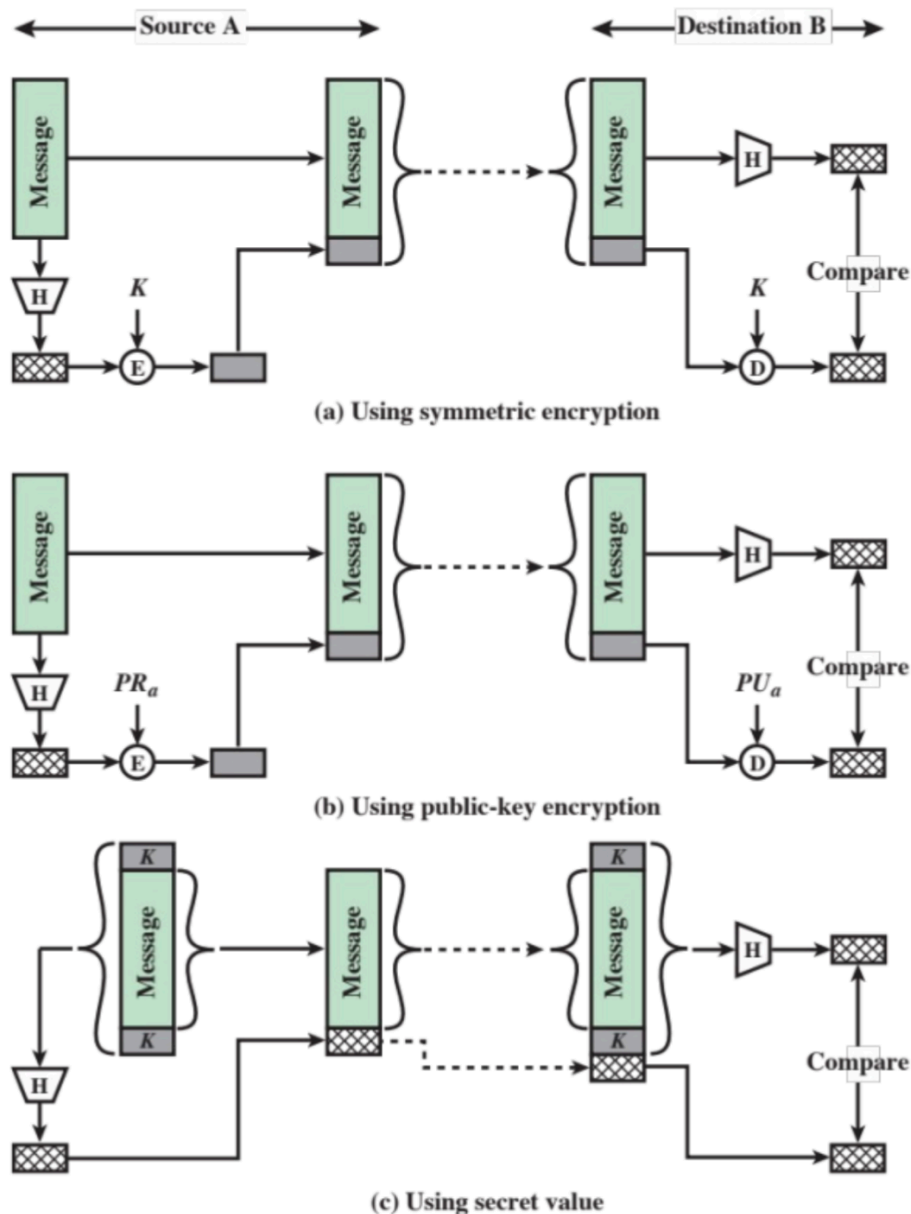 Source A
Destination B
Message
Message
Message
H
H
K
K
Compare
E
D
(a) Using symmetric encryption
Message
Message
Message
H
H
PRa
PUa
Compare
E
D
(b) Using public-key encryption
K
K
Message
Message
Message
H
K
K
H
Compare
(c) Using secret value